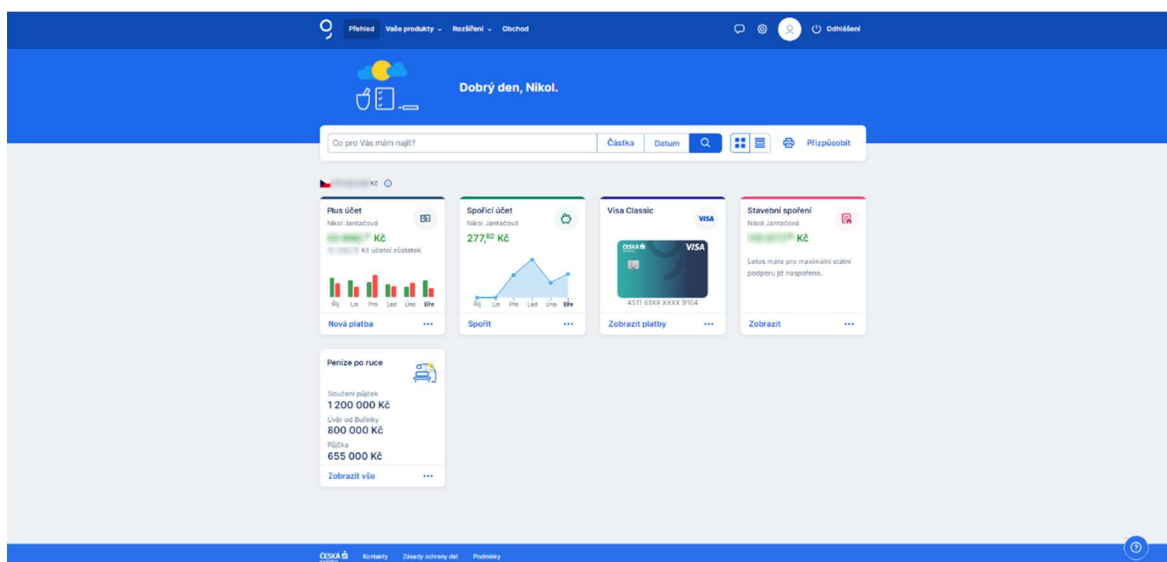 Přehled Vaše produkty Rozšíření Obchod Odhlášení
Dobrý den, Nikol.
Co pro Vás mám najít? Částka Datum Přizpůsobit
Kč
Plus účet
Nikol Jantačová
Kč
Kč účetní zůstatek
Říj Lis Pro Led Úno Bře
Nová platba
Spořicí účet
Nikol Jantačová
277,82 Kč
Říj Lis Pro Led Úno Bře
Spořit
Visa Classic
VISA
ČESKÁ
VISA
4511 61XX XXXX 9104
Zobrazit platby
Stavební spoření
Nikol Jantačová
Kč
Letos máte pro maximální státní
podporu již naspořeno.
Zobrazit
Peníze po ruce
Sloučení půjček
1 200 000 Kč
Úvěr od Buřinky
800 000 Kč
Půjčka
655 000 Kč
Zobrazit vše
ČESKÁ Kontakty Zásady ochrany dat Podmínky